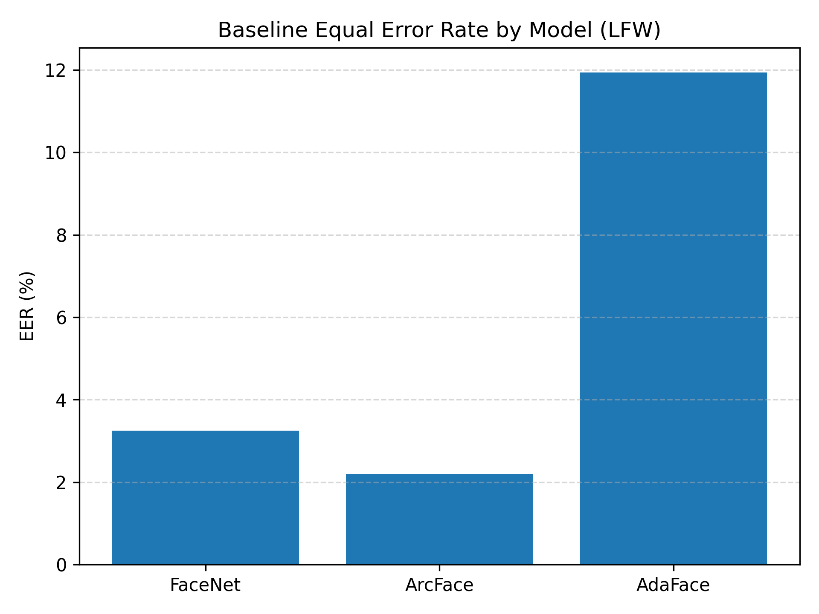 Baseline Equal Error Rate by Model (LFW)
12
10
8
6
4
2
0
EER (%)
FaceNet ArcFace AdaFace